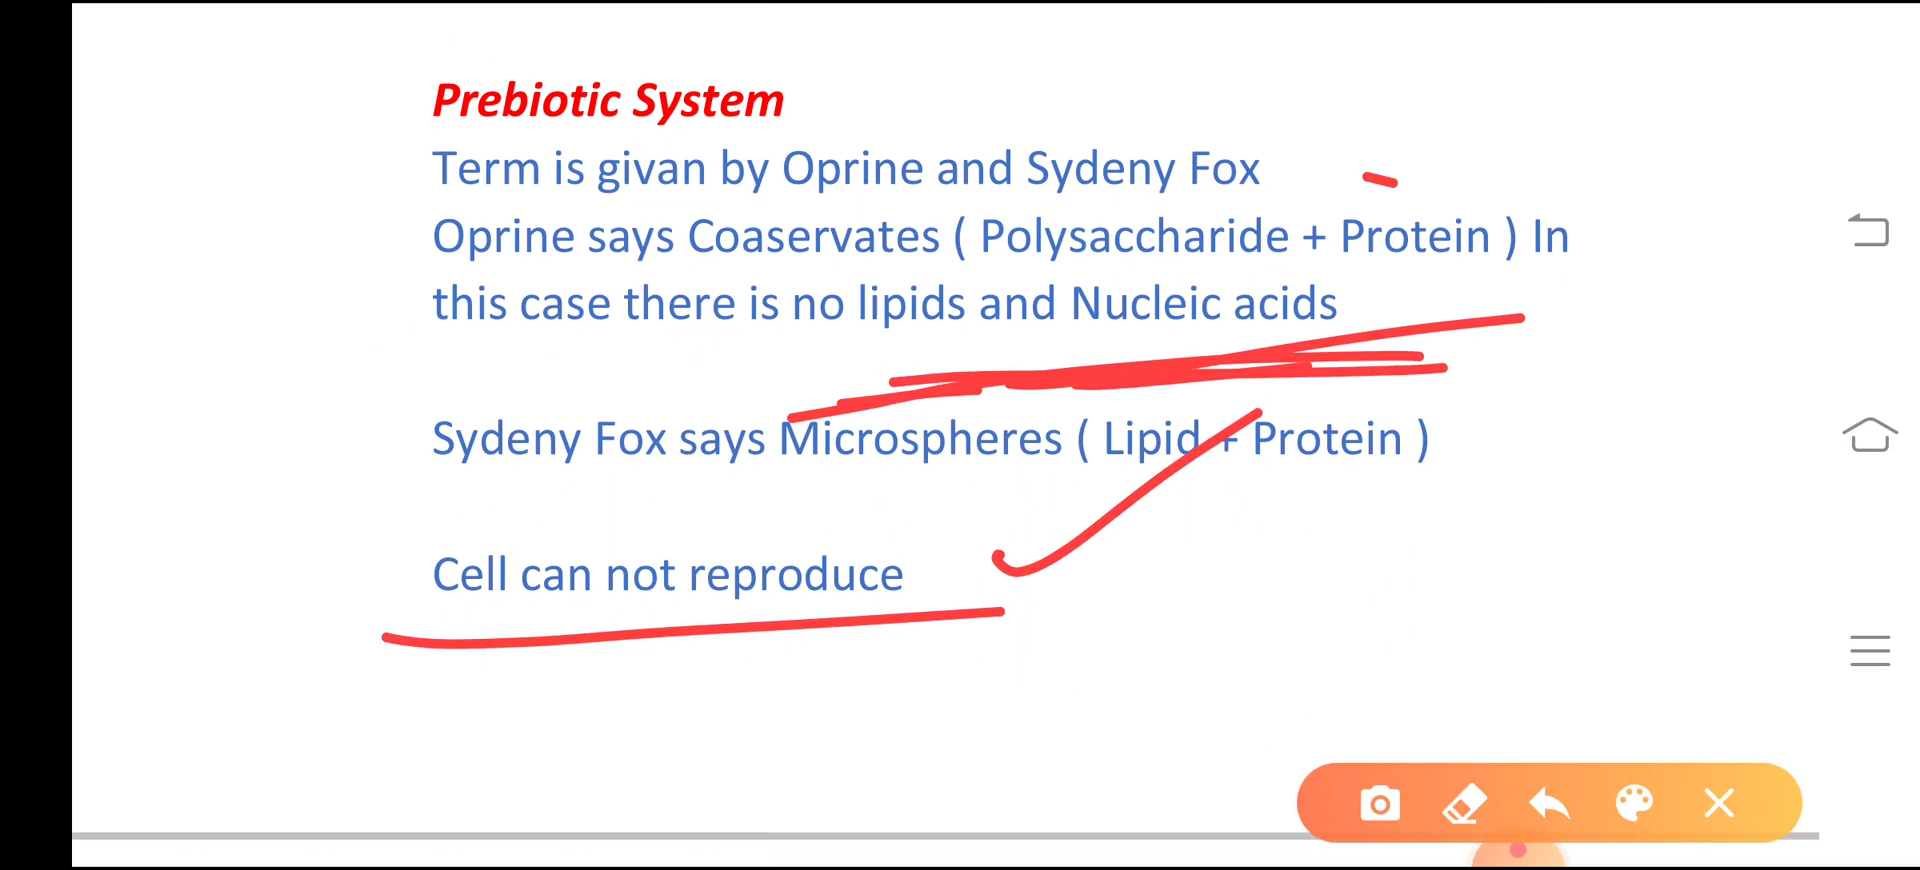 Prebiotic System
Term is givan by Oprine and Sydeny Fox
Oprine says Coaservates ( Polysaccharide + Protein ) In
this case there is no lipids and Nucleic acids
Sydeny Fox says Microspheres ( Lipid + Protein )
Cell can not reproduce